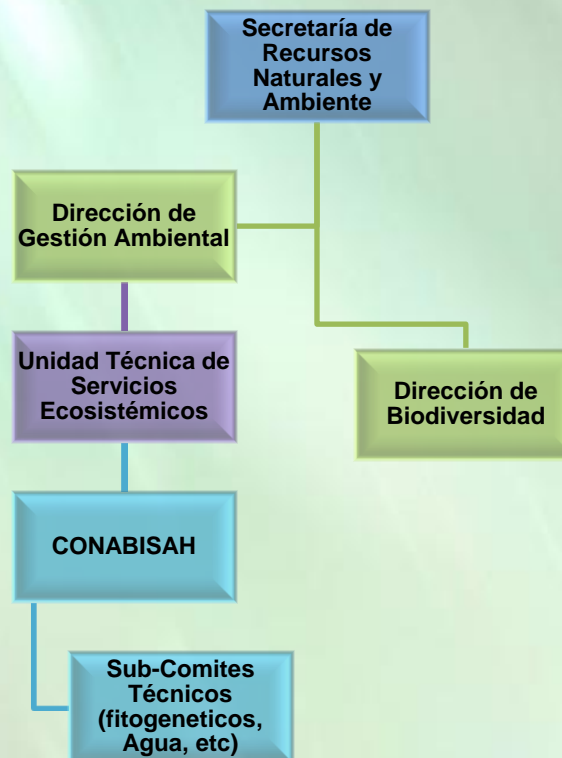 Secretaría de
Recursos
Naturales y
Ambiente
Dirección de
Gestión Ambiental
Unidad Técnica de
Servicios
Ecosistémicos
Dirección de
Biodiversidad
CONABISAH
Sub-Comites
Técnicos
(fitogeneticos,
Agua, etc)